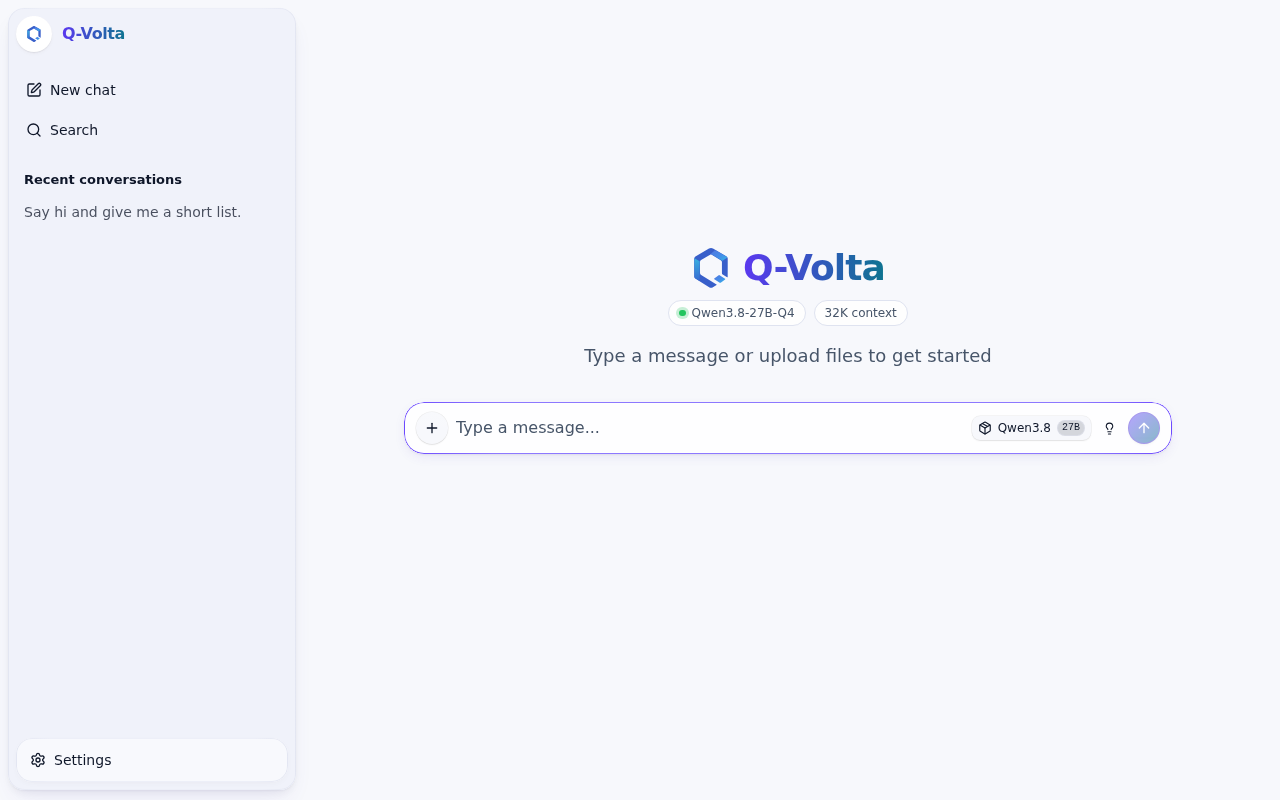 Q-Volta
New chat
Search
Recent conversations
Say hi and give me a short list.
Settings
Q-Volta
Qwen3.8-27B-Q4
32K context
Type a message or upload files to get started
Type a message...
Qwen3.8
27B